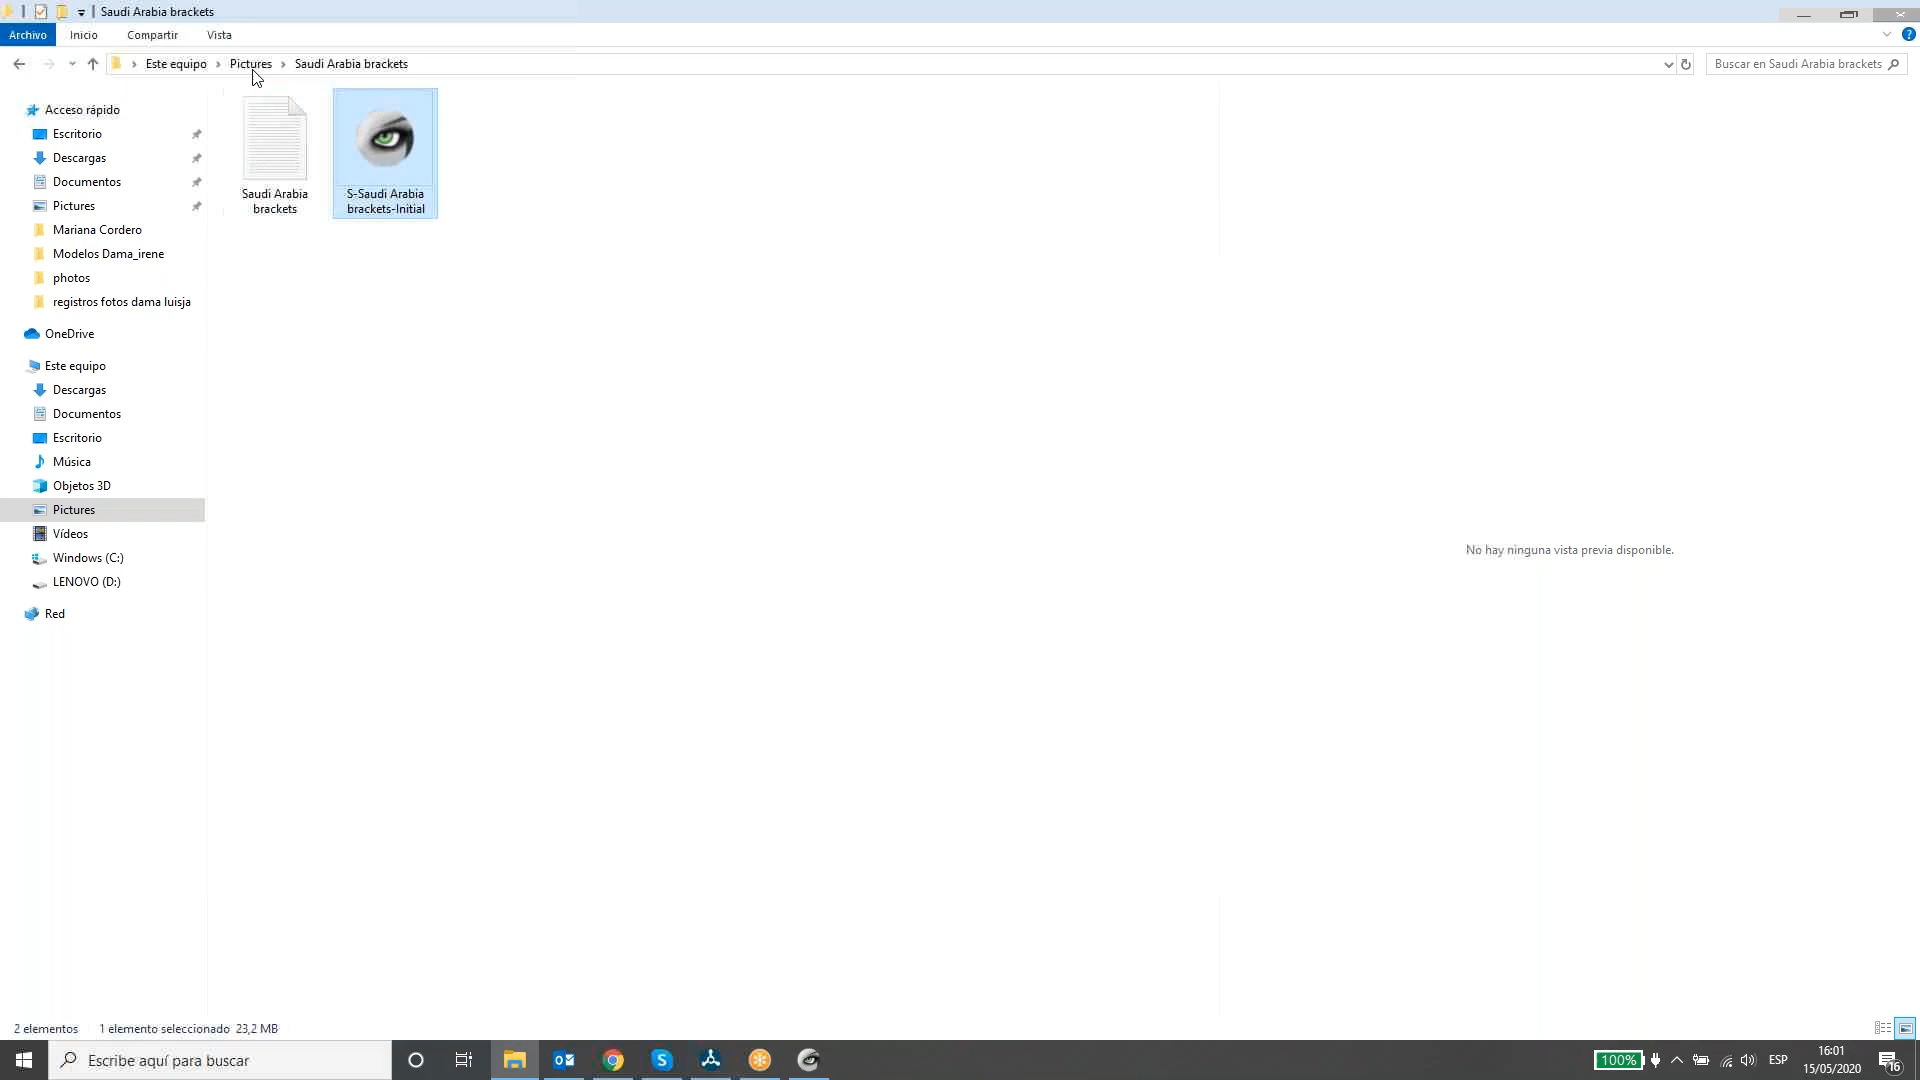 Saudi Arabia brackets
Archivo Inicio Compartir Vista
Este equipo Pictures Saudi Arabia brackets
Buscar en Saudi Arabia brackets
Acceso rápido
Escritorio
Descargas
Documentos
Pictures
Mariana Cordero
Modelos Dama_irene
photos
registros fotos dama luisja
OneDrive
Este equipo
Descargas
Documentos
Escritorio
Música
Objetos 3D
Pictures
Vídeos
Windows (C:)
LENOVO (D:)
Red
Saudi Arabia
brackets
S-Saudi Arabia
brackets-Initial
No hay ninguna vista previa disponible.
2 elementos 1 elemento seleccionado 23,2 MB
Escribe aquí para buscar
100%
ESP
16:01
15/05/2020
16